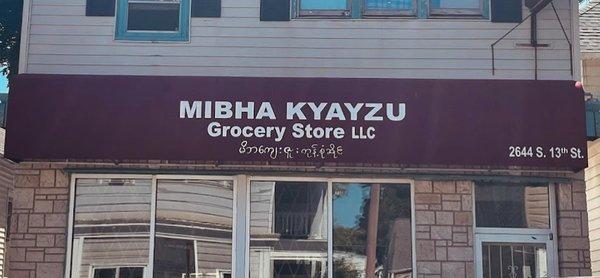 MIBHA KYAYZU
Grocery Store LLC
မိဘကျေးဇူး ကုန်စုံဆိုင်
2644 S. 13th St.